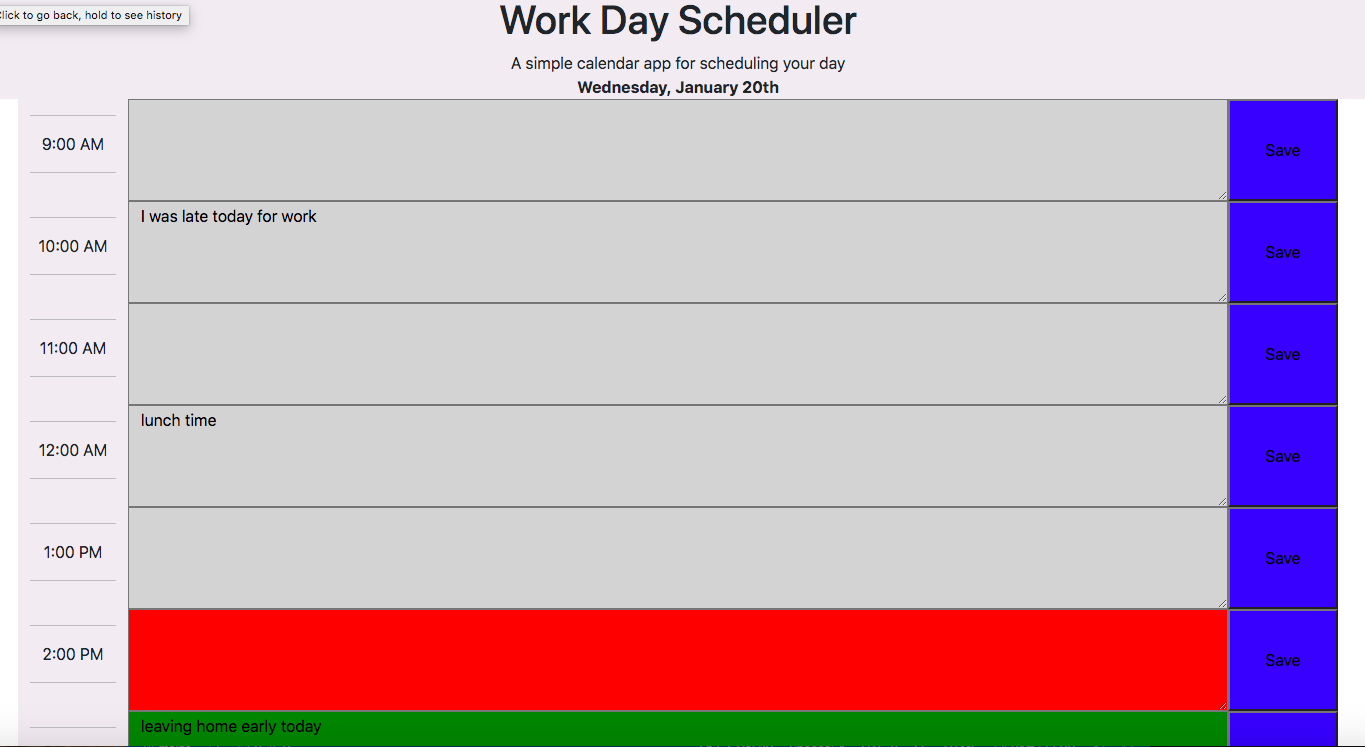 Click to go back, hold to see history
Work Day Scheduler
A simple calendar app for scheduling your day
Wednesday, January 20th
9:00 AM
Save
10:00 AM
I was late today for work
Save
11:00 AM
Save
12:00 AM
lunch time
Save
1:00 PM
Save
2:00 PM
Save
leaving home early today